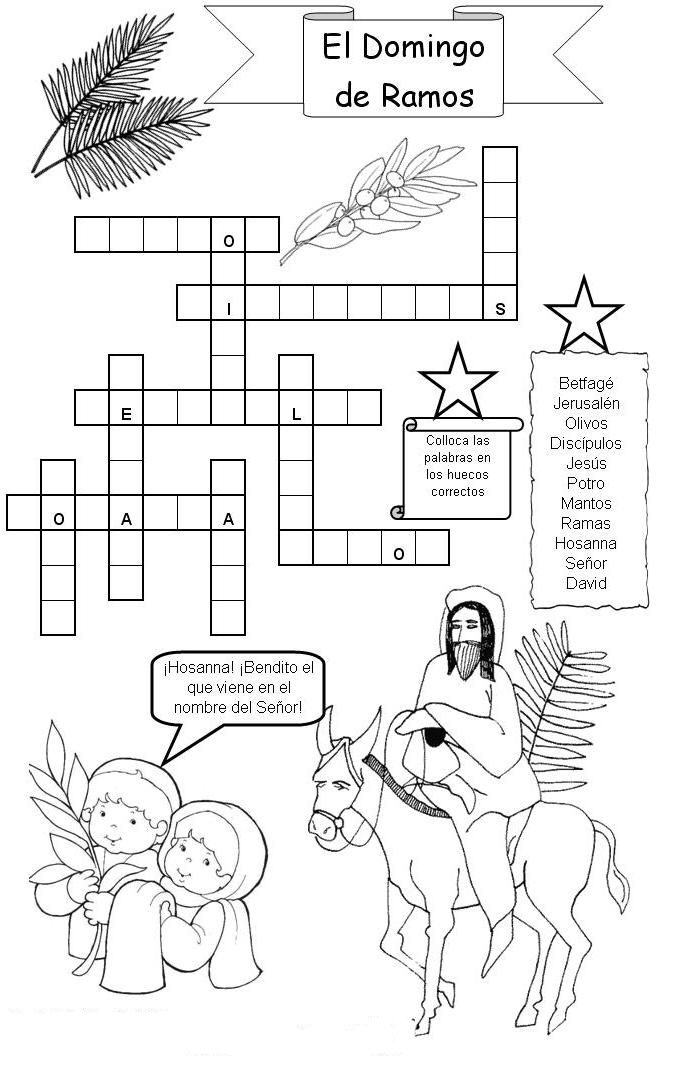 El Domingo
de Ramos
O
I
S
E
L
O
A
A
O
Colloca las
palabras en
los huecos
correctos
Betfagé
Jerusalén
Olivos
Discípulos
Jesús
Potro
Mantos
Ramas
Hosanna
Señor
David
¡Hosanna! ¡Bendito el
que viene en el
nombre del Señor!